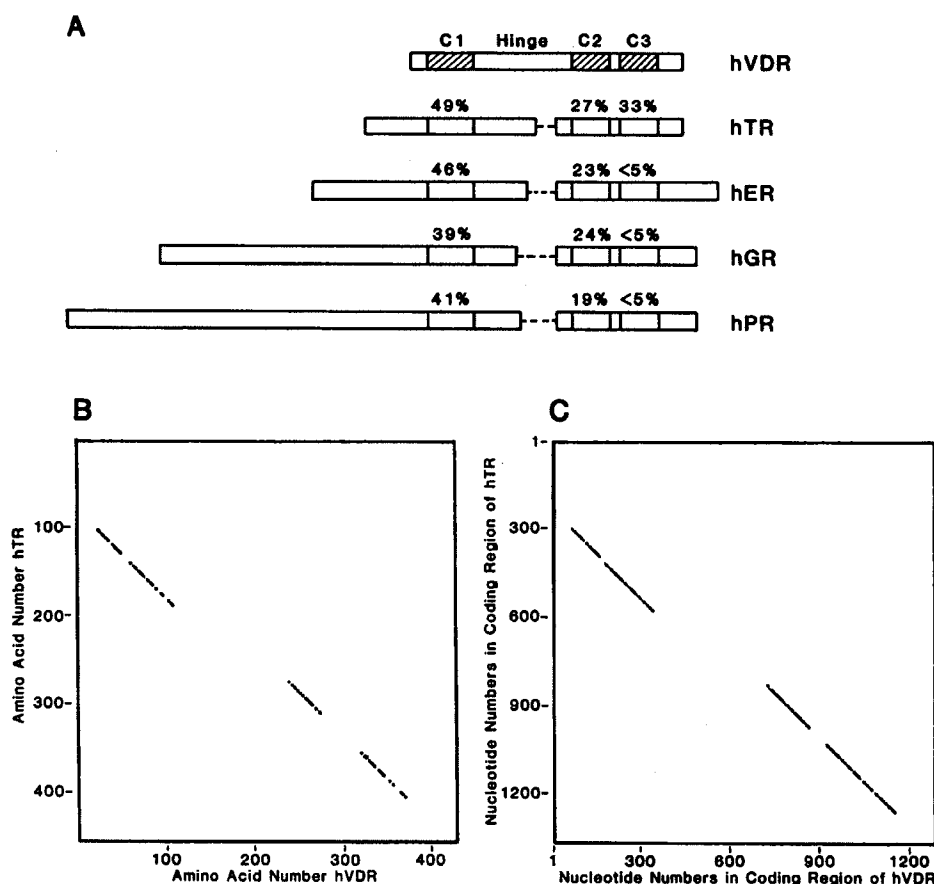 A
C1 Hinge C2 C3
hVDR
49% 27% 33%
hTR
46% 23% <5%
hER
39% 24% <5%
hGR
41% 19% <5%
hPR
B
Amino Acid Number hTR
100-
200-
300-
400-
100 200 300 400
Amino Acid Number hVDR
C
Nucleotide Numbers in Coding Region of hTR
1-
300-
600-
900-
1200-
1 300 600 900 1200
Nucleotide Numbers in Coding Region of hVDR